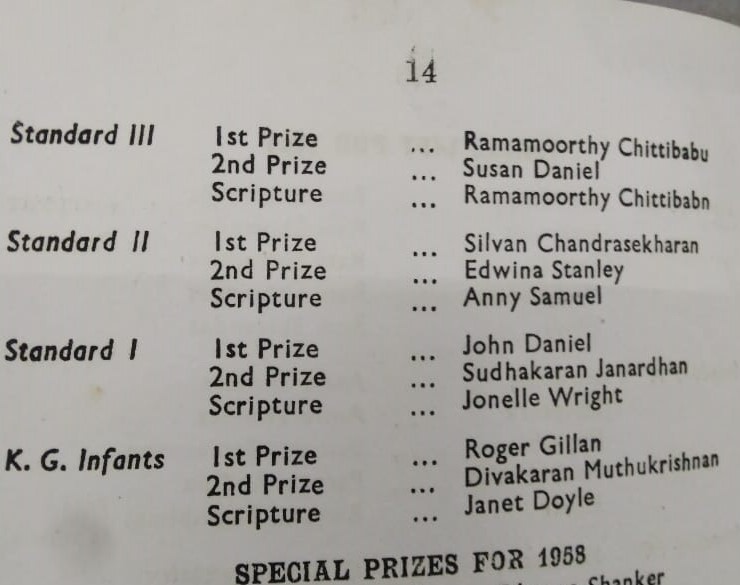 14
Standard III 1st Prize ... Ramamoorthy Chittibabu
2nd Prize ... Susan Daniel
Scripture ... Ramamoorthy Chittibabn
Standard II 1st Prize ... Silvan Chandrasekharan
2nd Prize ... Edwina Stanley
Scripture ... Anny Samuel
Standard I 1st Prize ... John Daniel
2nd Prize ... Sudhakaran Janardhan
Scripture ... Jonelle Wright
K. G. Infants 1st Prize ... Roger Gillan
2nd Prize ... Divakaran Muthukrishnan
Scripture ... Janet Doyle
SPECIAL PRIZES FOR 1958
Shanker